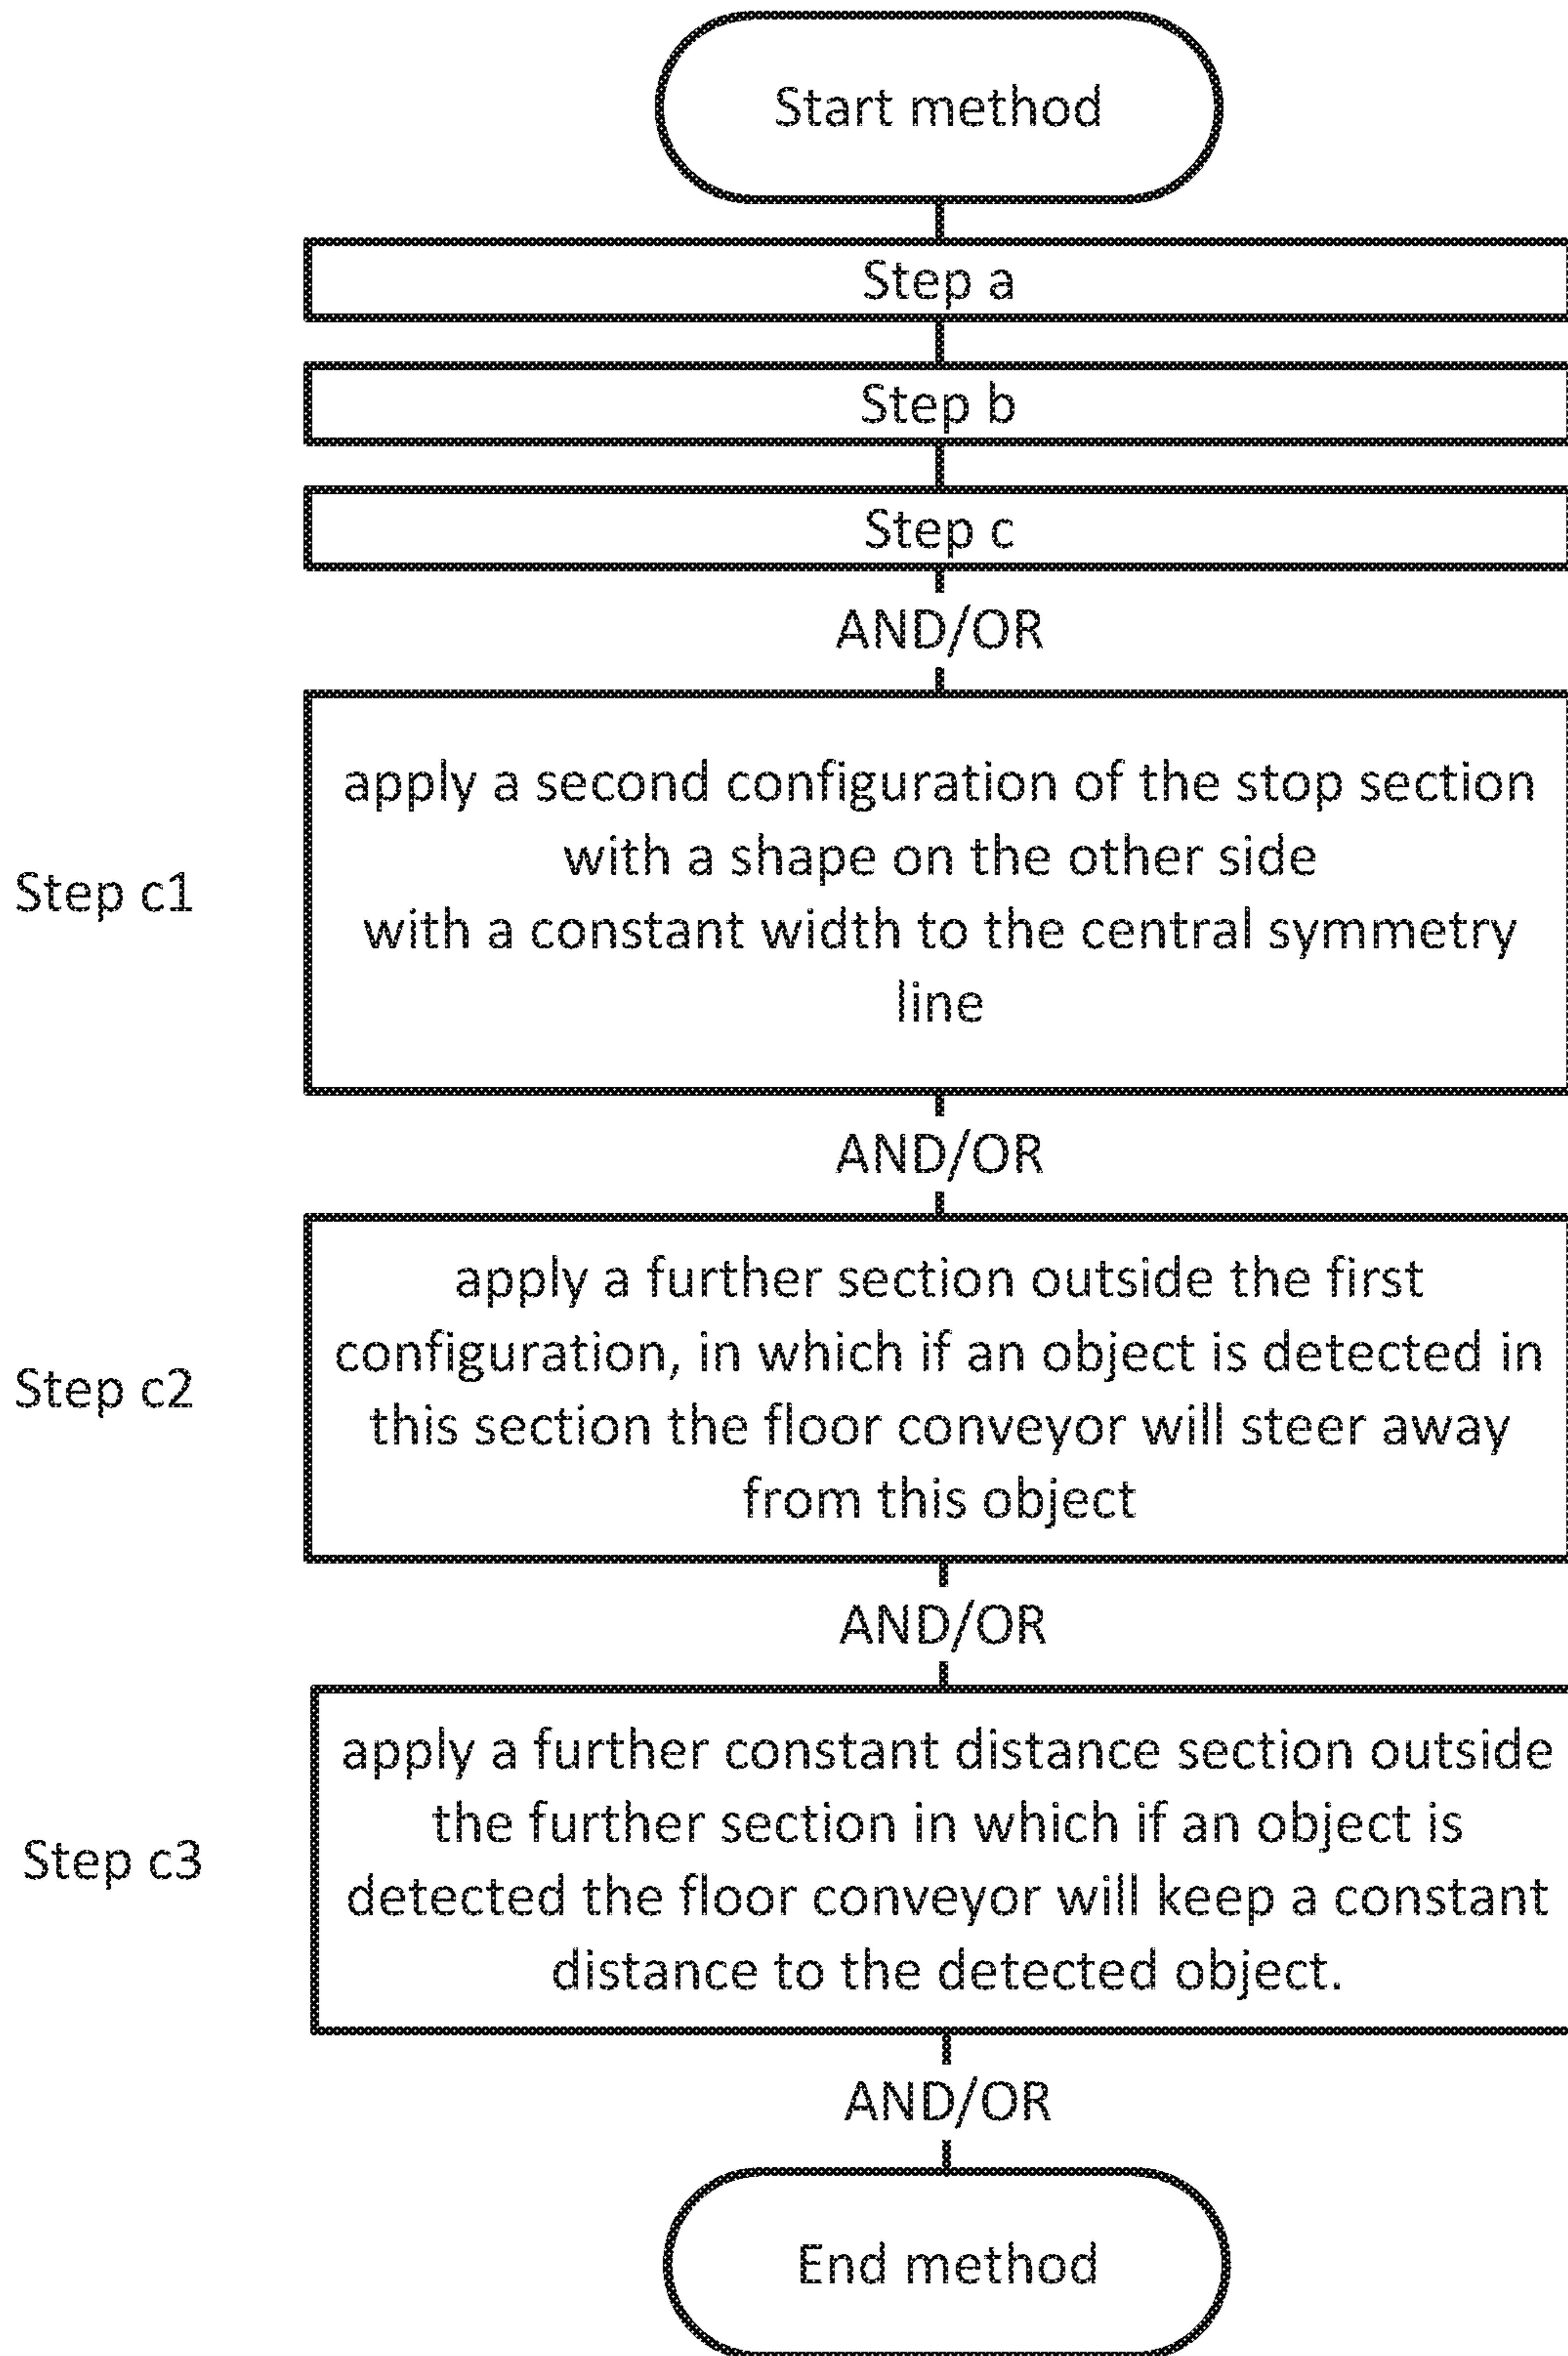 Start method
Step a
Step b
Step c
AND/OR
Step c1
apply a second configuration of the stop section
with a shape on the other side
with a constant width to the central symmetry
line
AND/OR
Step c2
apply a further section outside the first
configuration, in which if an object is detected in
this section the floor conveyor will steer away
from this object
AND/OR
Step c3
apply a further constant distance section outside
the further section in which if an object is
detected the floor conveyor will keep a constant
distance to the detected object.
AND/OR
End method